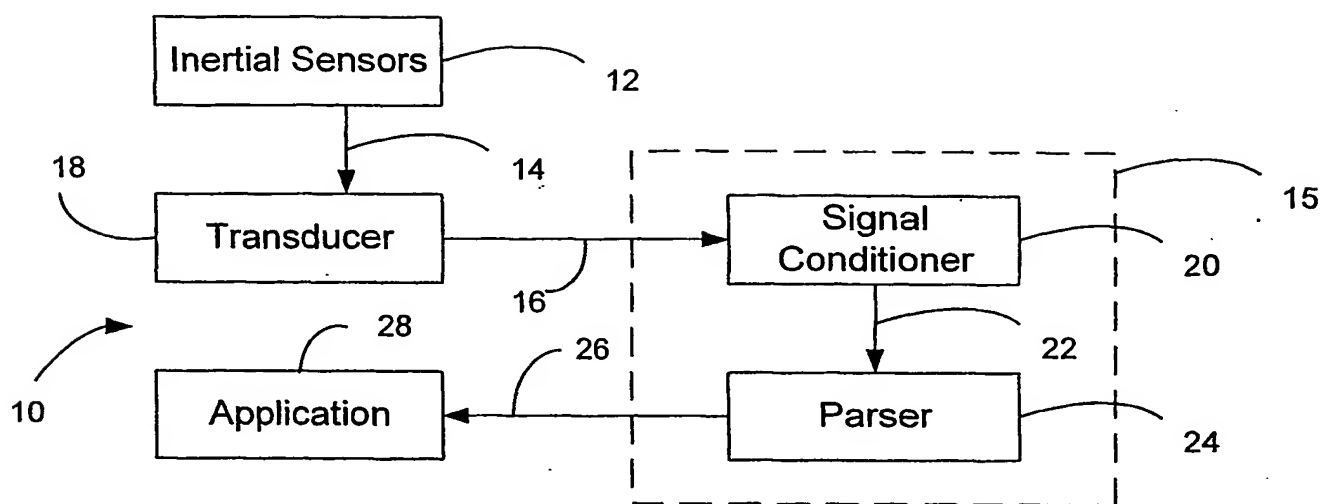 Inertial Sensors
12
14
18
Transducer
16
Signal
Conditioner
15
20
10
28
Application
26
22
Parser
24